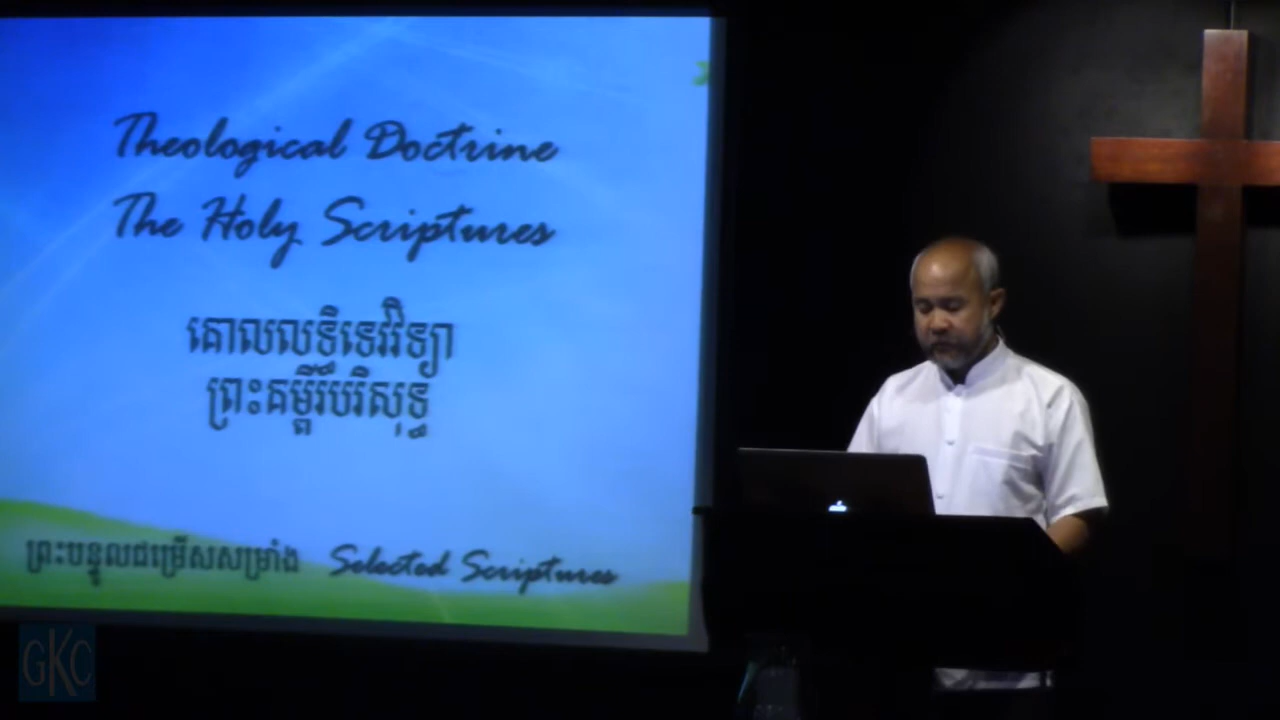 Theological Doctrine
The Holy Scriptures
គោលលទ្ធិទេវវិទ្យា
ព្រះគម្ពីរបរិសុទ្ធ
ព្រះបន្ទូលជម្រើសសម្រាំង Selected Scriptures
GKC